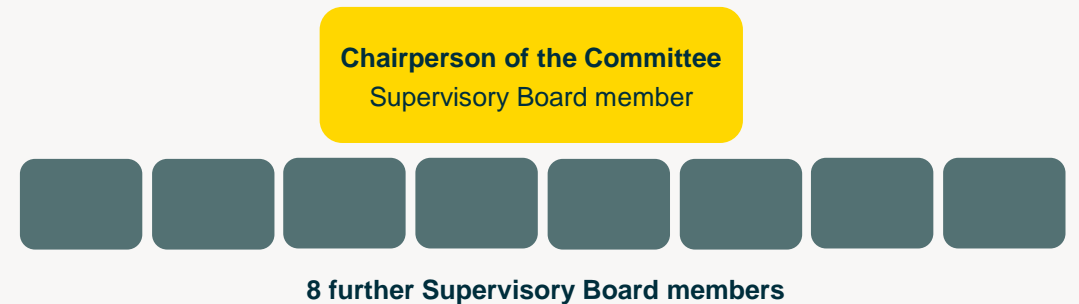 Chairperson of the Committee
Supervisory Board member
8 further Supervisory Board members